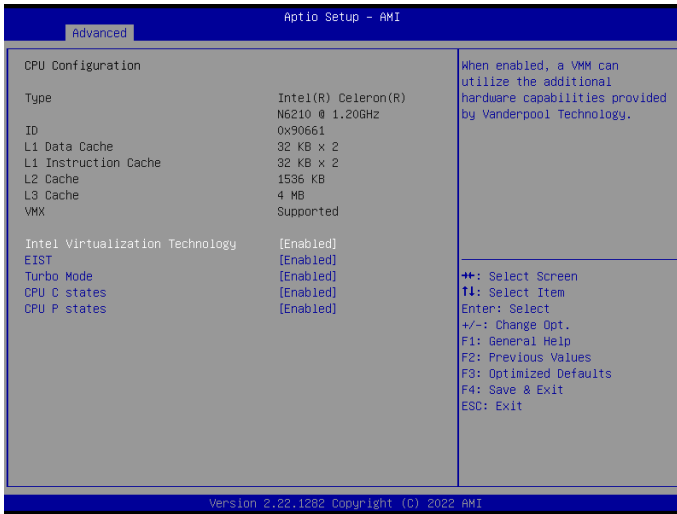 Aptio Setup – AMI
Advanced
CPU Configuration
Type Intel(R) Celeron(R)
N6210 @ 1.20GHz
ID 0x90661
L1 Data Cache 32 KB x 2
L1 Instruction Cache 32 KB x 2
L2 Cache 1536 KB
L3 Cache 4 MB
VMX Supported
Intel Virtualization Technology [Enabled]
EIST [Enabled]
Turbo Mode [Enabled]
CPU C states [Enabled]
CPU P states [Enabled]
When enabled, a VMM can
utilize the additional
hardware capabilities provided
by Vanderpool Technology.
→←: Select Screen
↑↓: Select Item
Enter: Select
+/-: Change Opt.
F1: General Help
F2: Previous Values
F3: Optimized Defaults
F4: Save & Exit
ESC: Exit
Version 2.22.1282 Copyright (C) 2022 AMI